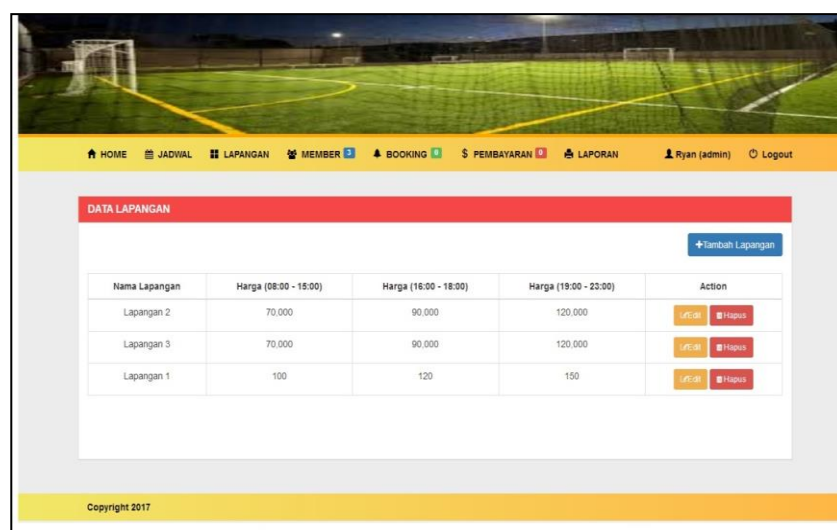 HOME JADWAL LAPANGAN MEMBER 3 BOOKING 0 $ PEMBAYARAN 0 LAPORAN Ryan (admin) Logout
DATA LAPANGAN
+Tambah Lapangan
Nama Lapangan Harga (08:00 - 15:00) Harga (16:00 - 18:00) Harga (19:00 - 23:00) Action
Lapangan 2 70,000 90,000 120,000 Edit Hapus
Lapangan 3 70,000 90,000 120,000 Edit Hapus
Lapangan 1 100 120 150 Edit Hapus
Copyright 2017